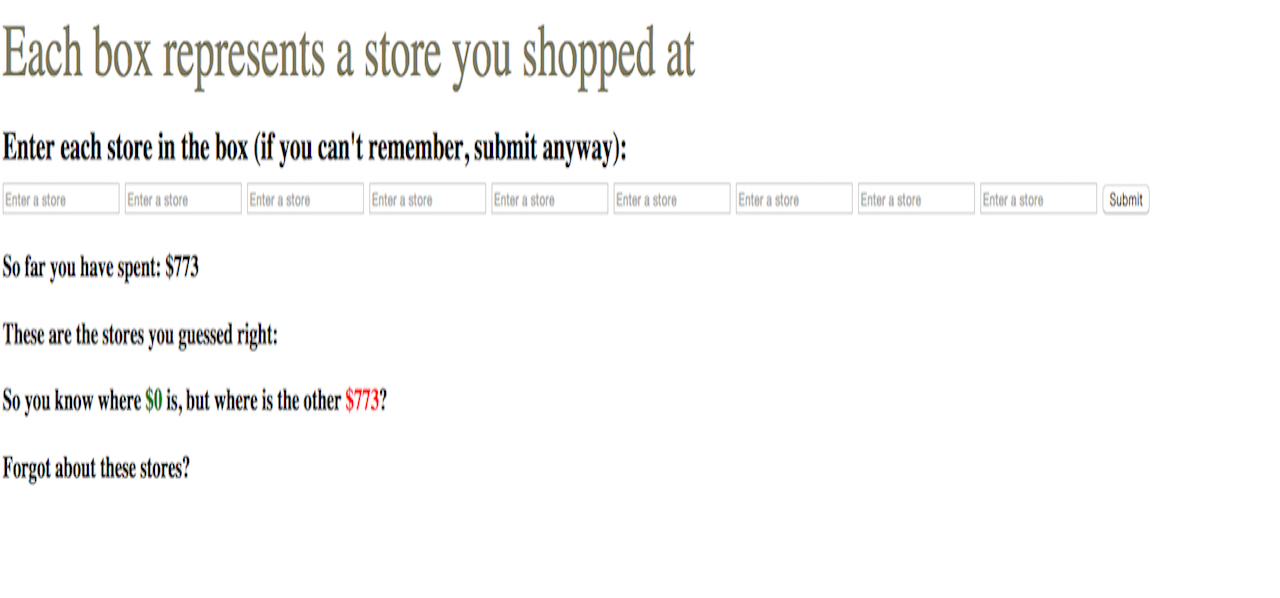 Each box represents a store you shopped at
Enter each store in the box (if you can't remember, submit anyway):
Enter a store Enter a store Enter a store Enter a store Enter a store Enter a store Enter a store Enter a store Enter a store Submit
So far you have spent: $773
These are the stores you guessed right:
So you know where $0 is, but where is the other $773?
Forgot about these stores?